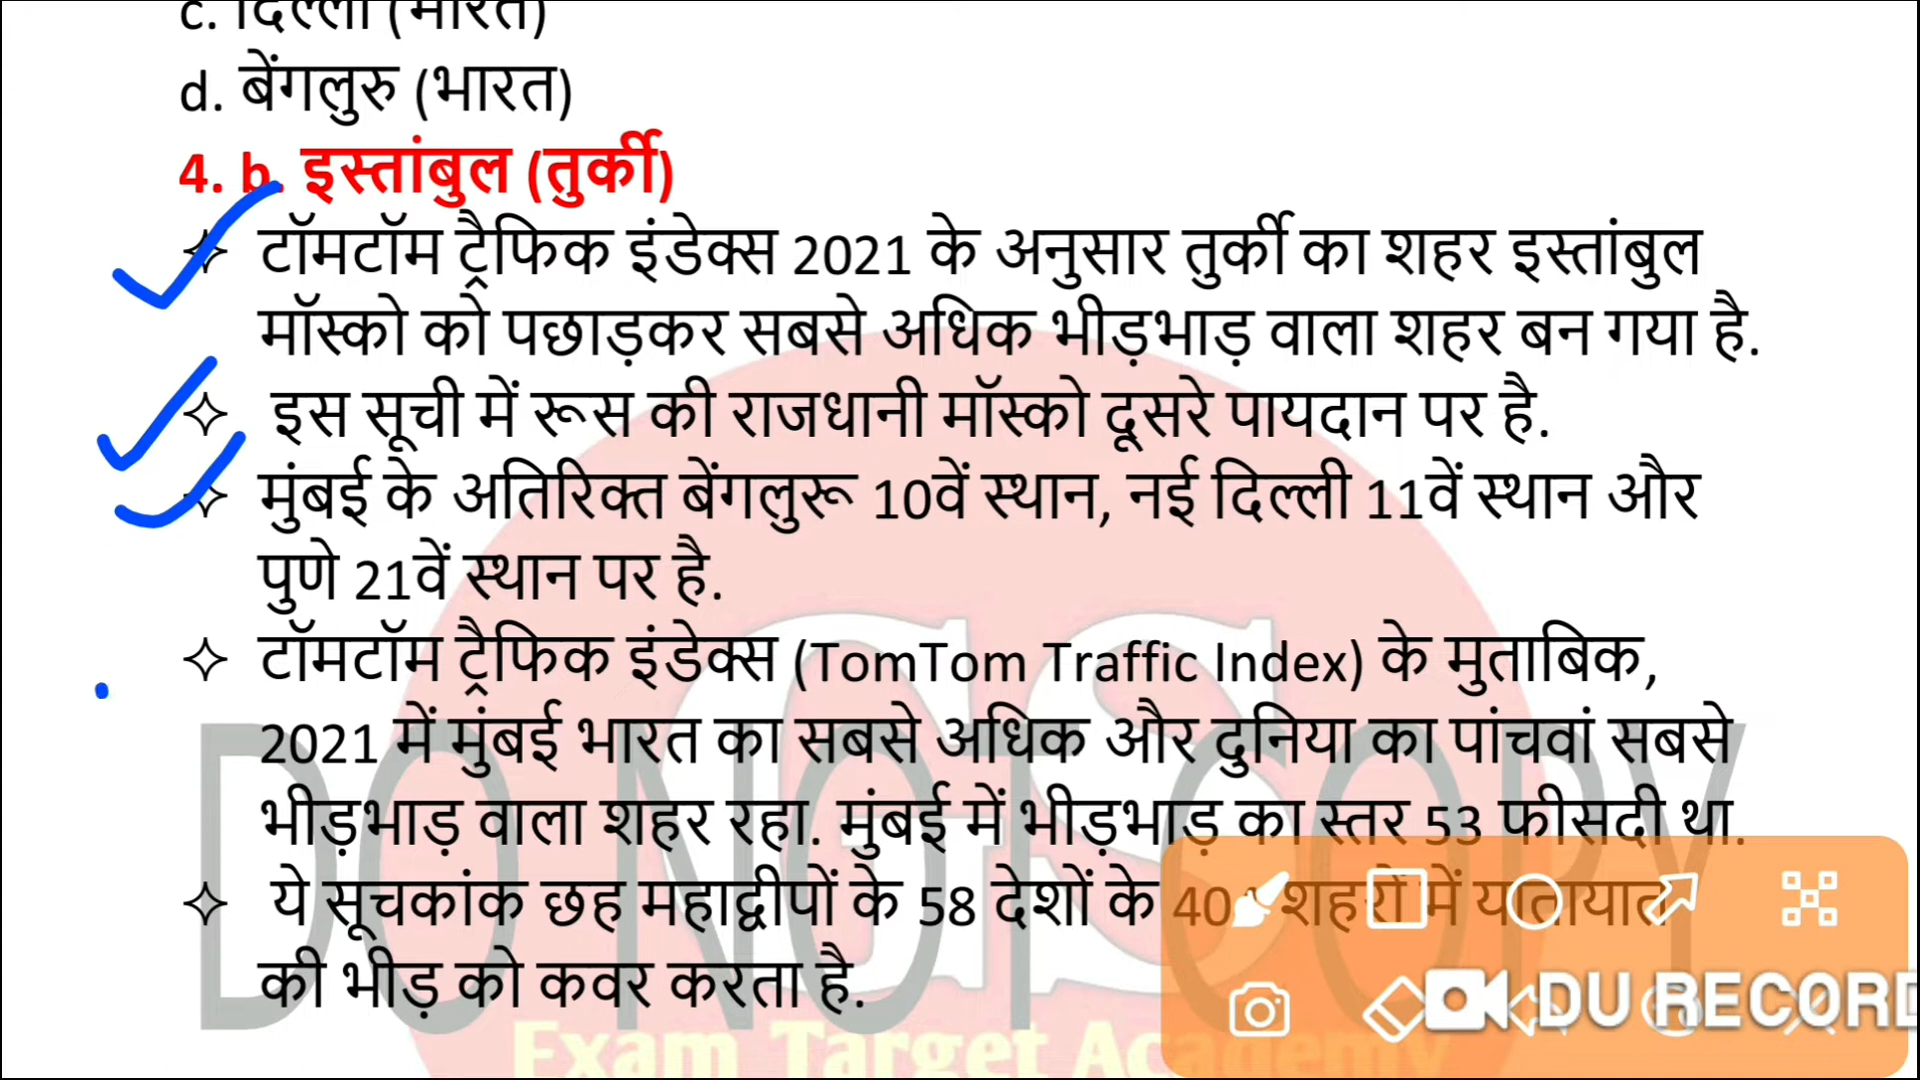 c. दिल्ली (भारत)
d. बेंगलुरु (भारत)
4. b. इस्तांबुल (तुर्की)
टॉमटॉम ट्रैफिक इंडेक्स 2021 के अनुसार तुर्की का शहर इस्तांबुल
मॉस्को को पछाड़कर सबसे अधिक भीड़भाड़ वाला शहर बन गया है.
इस सूची में रूस की राजधानी मॉस्को दूसरे पायदान पर है.
मुंबई के अतिरिक्त बेंगलुरू 10वें स्थान, नई दिल्ली 11वें स्थान और
पुणे 21वें स्थान पर है.
टॉमटॉम ट्रैफिक इंडेक्स (TomTom Traffic Index) के मुताबिक,
2021 में मुंबई भारत का सबसे अधिक और दुनिया का पांचवां सबसे
भीड़भाड़ वाला शहर रहा. मुंबई में भीड़भाड़ का स्तर 53 फीसदी था.
ये सूचकांक छह महाद्वीपों के 58 देशों के शहरों में यातायात
की भीड़ को कवर करता है.
DO NOT COPY
GS
Exam Target Academy
DU RECORD